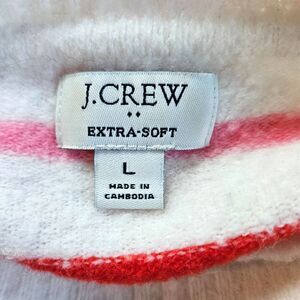 J.CREW
EXTRA-SOFT
L
MADE IN
CAMBODIA